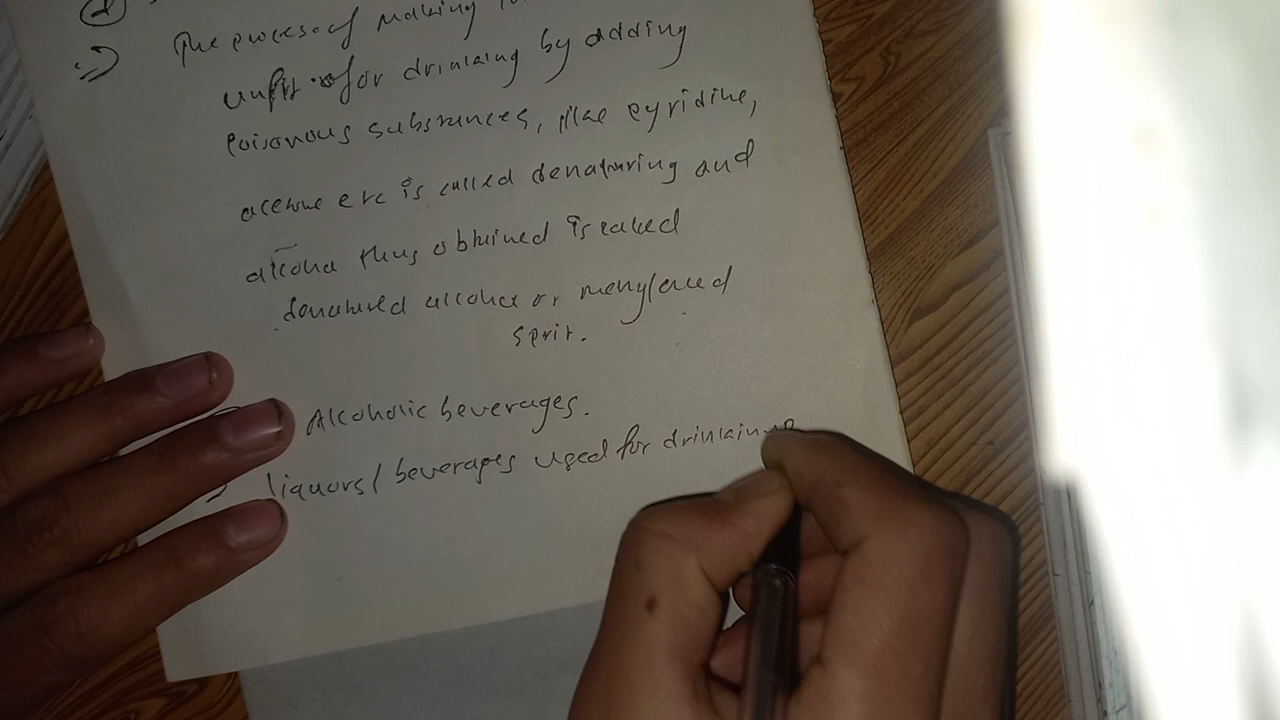 d
=> The process of making
unfit for drinking by adding
poisonous substances, like pyridine,
acetone etc is called denaturing and
alcohol thus obtained is called
denatured alcohol or menylated
sprit.
Alcoholic beverages.
liquors/ beverages used for drinking